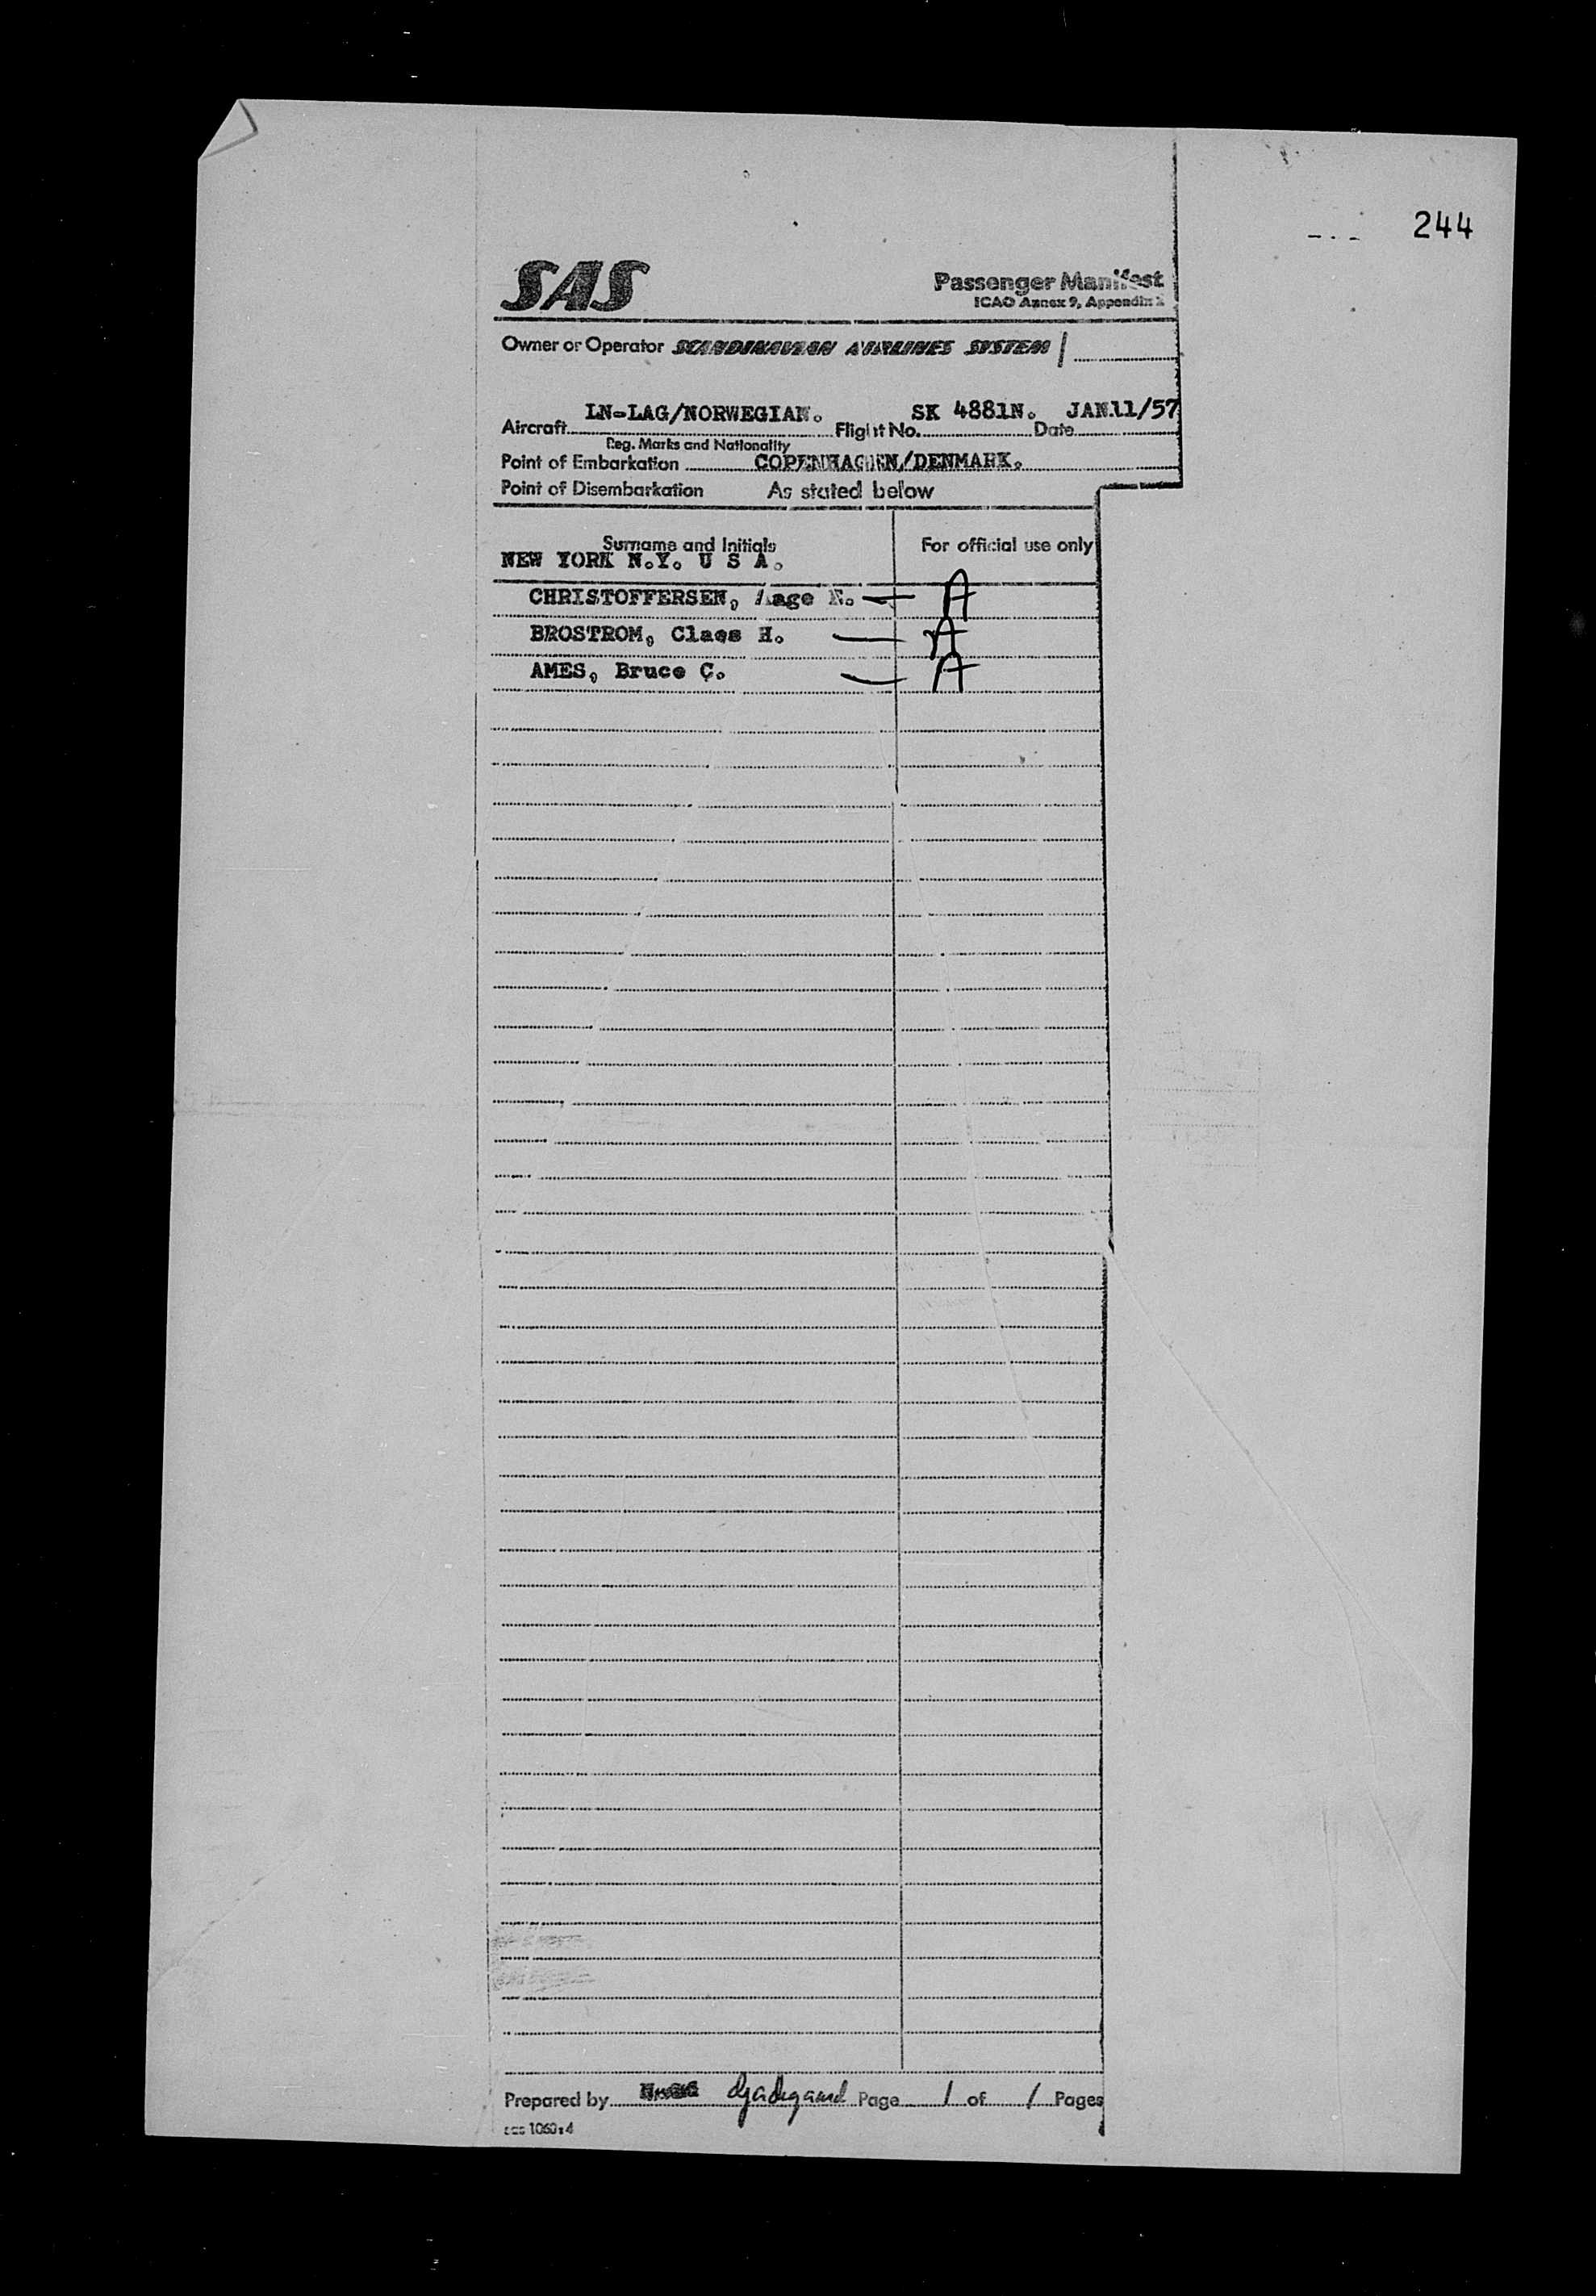 244
SAS
Passenger Manifest
ICAO Annex 9, Appendix
Owner or Operator SCANDINAVIAN AIRLINES SYSTEM
LN-LAG/NORWEGIAN. SK 4881N. JAN.11/57
Aircraft Flight No. Date
Reg. Marks and Nationality
Point of Embarkation COPENHAGEN/DENMARK.
Point of Disembarkation As stated below
Surname and Initials For official use only
NEW YORK N.Y. U S A.
CHRISTOFFERSEN, Aage E. — A
BROSTROM, Claes H. — A
AMES, Bruce C. — A
Prepared by Page 1 of 1 Pages
1060:4